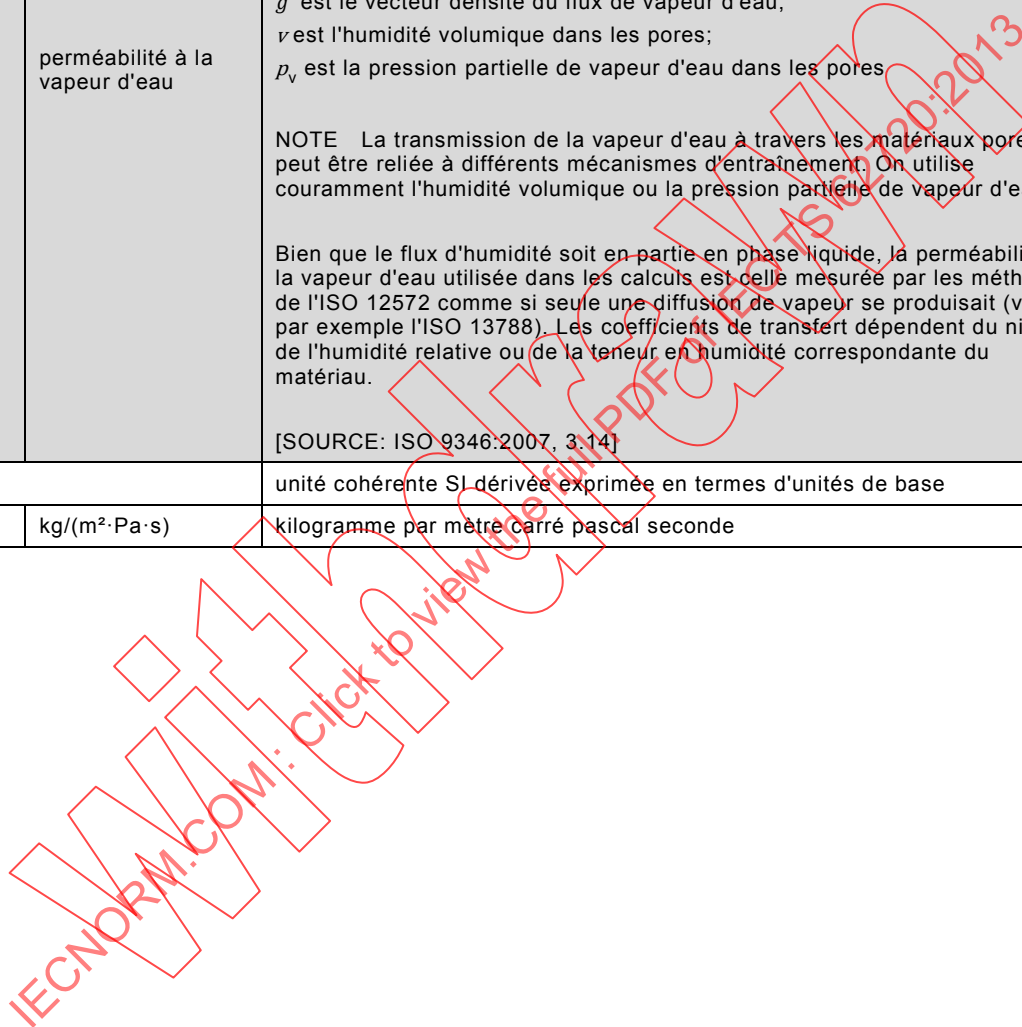 g est le vecteur densité du flux de vapeur d'eau;
v est l'humidité volumique dans les pores;
perméabilité à la
vapeur d'eau
pv est la pression partielle de vapeur d'eau dans les pores
NOTE La transmission de la vapeur d'eau à travers les matériaux
peut être reliée à différents mécanismes d'entraînement. On utilise
couramment l'humidité volumique ou la pression partielle de vapeur
Bien que le flux d'humidité soit en partie en phase liquide, la
la vapeur d'eau utilisée dans les calculs est celle mesurée par les
de l'ISO 12572 comme si seule une diffusion de vapeur se produisait
par exemple l'ISO 13788). Les coefficients de transfert dépendent du
de l'humidité relative ou de la teneur en humidité correspondante du
matériau.
[SOURCE: ISO 9346:2007, 3.14]
unité cohérente SI dérivée exprimée en termes d'unités de base
kg/(m²·Pa·s)
kilogramme par mètre carré pascal seconde
IECNORM.COM : Click to view the full PDF of IEC TS 62720:2013
withdrawn